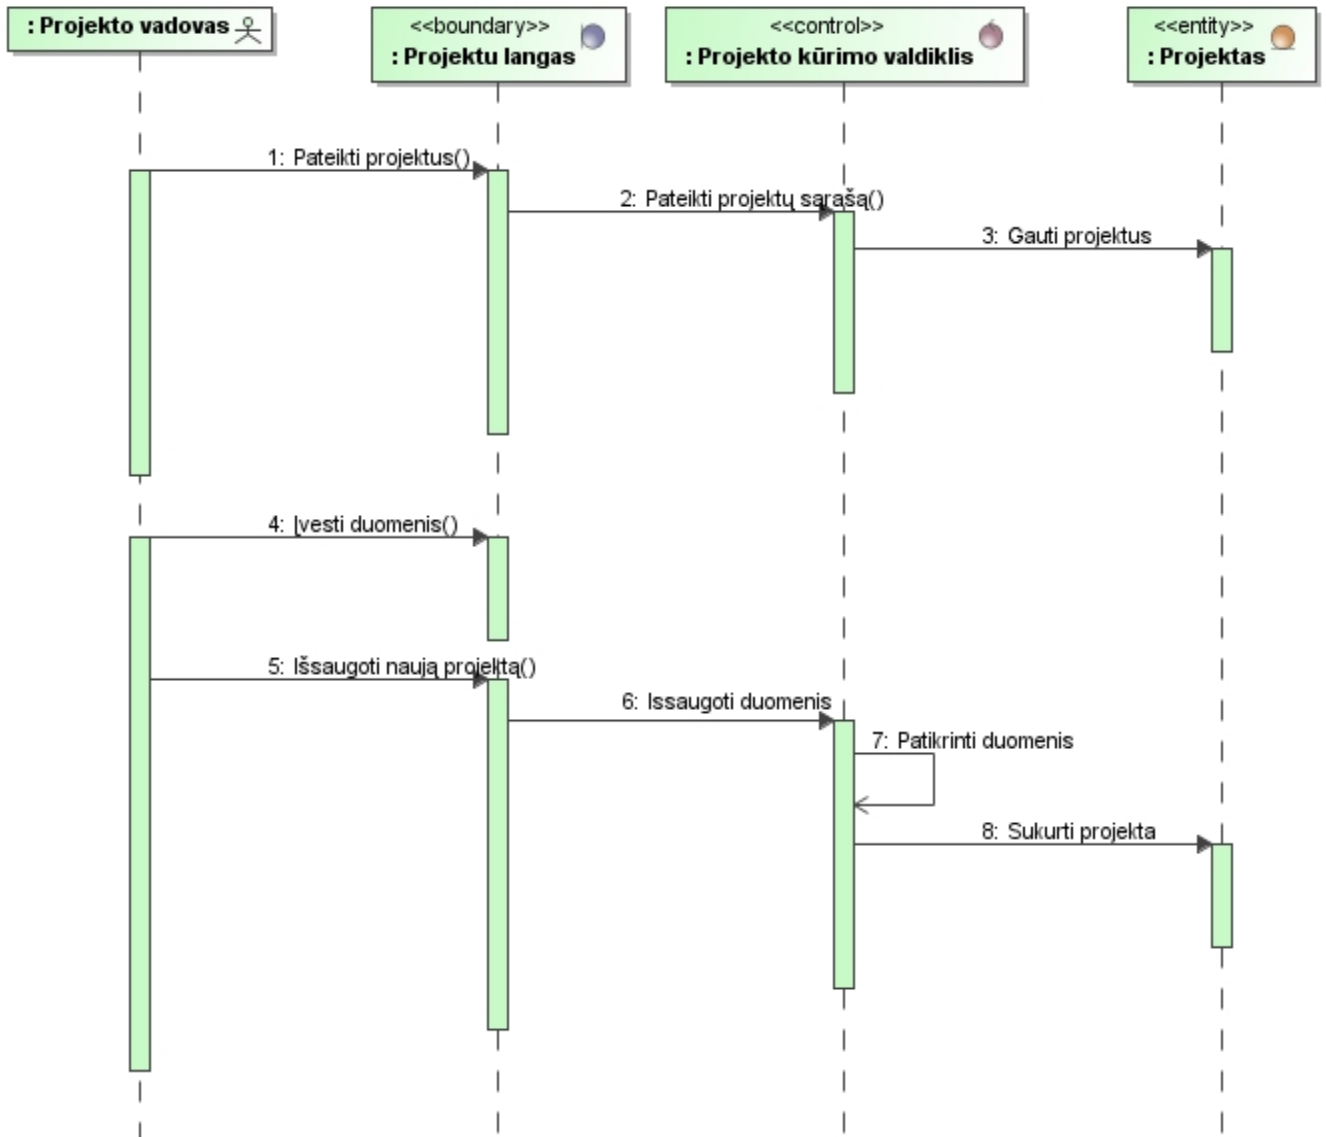 : Projekto vadovas
<<boundary>>
: Projektu langas
<<control>>
: Projekto kūrimo valdiklis
<<entity>>
: Projektas
1: Pateikti projektus()
2: Pateikti projektų sąrašą()
3: Gauti projektus
4: Įvesti duomenis()
5: Išsaugoti naują projektą()
6: Issaugoti duomenis
7: Patikrinti duomenis
8: Sukurti projekta